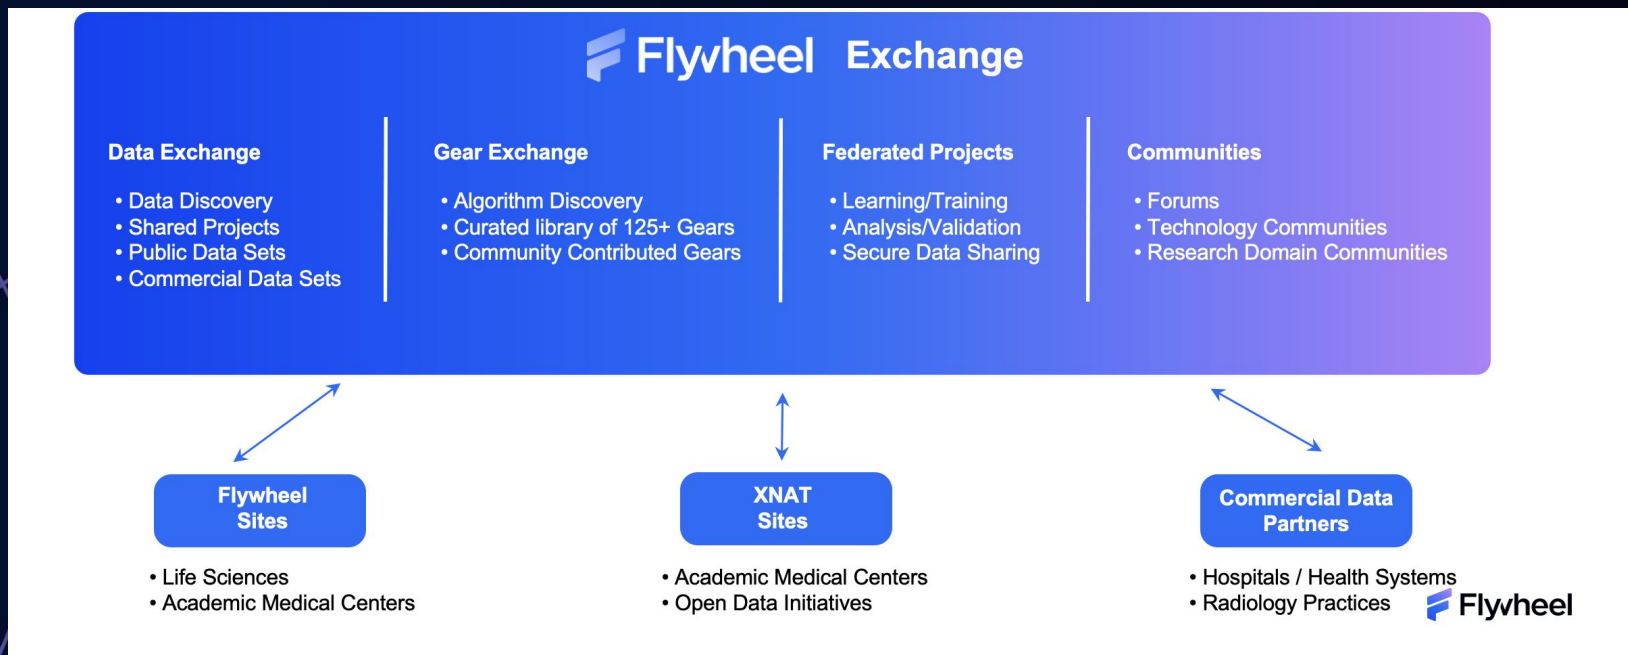 Flywheel Exchange
Data Exchange
• Data Discovery
• Shared Projects
• Public Data Sets
• Commercial Data Sets
Gear Exchange
• Algorithm Discovery
• Curated library of 125+ Gears
• Community Contributed Gears
Federated Projects
• Learning/Training
• Analysis/Validation
• Secure Data Sharing
Communities
• Forums
• Technology Communities
• Research Domain Communities
Flywheel
Sites
• Life Sciences
• Academic Medical Centers
XNAT
Sites
• Academic Medical Centers
• Open Data Initiatives
Commercial Data
Partners
• Hospitals / Health Systems
• Radiology Practices
Flywheel